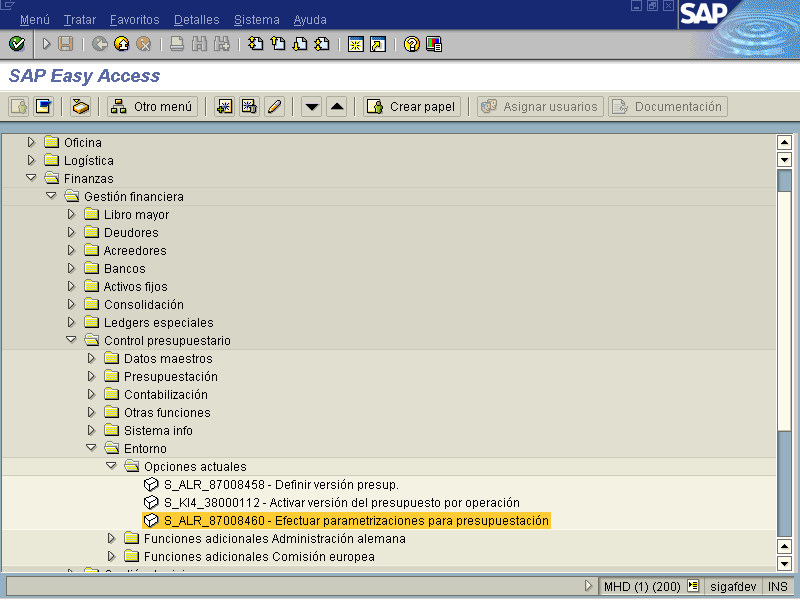 Menú Tratar Favoritos Detalles Sistema Ayuda
SAP
SAP Easy Access
Otro menú Crear papel Asignar usuarios Documentación
Oficina
Logística
Finanzas
Gestión financiera
Libro mayor
Deudores
Acreedores
Bancos
Activos fijos
Consolidación
Ledgers especiales
Control presupuestario
Datos maestros
Presupuestación
Contabilización
Otras funciones
Sistema info
Entorno
Opciones actuales
S_ALR_87008458 - Definir versión presup.
S_KI4_38000112 - Activar versión del presupuesto por operación
S_ALR_87008460 - Efectuar parametrizaciones para presupuestación
Funciones adicionales Administración alemana
Funciones adicionales Comisión europea
MHD (1) (200) sigafdev INS